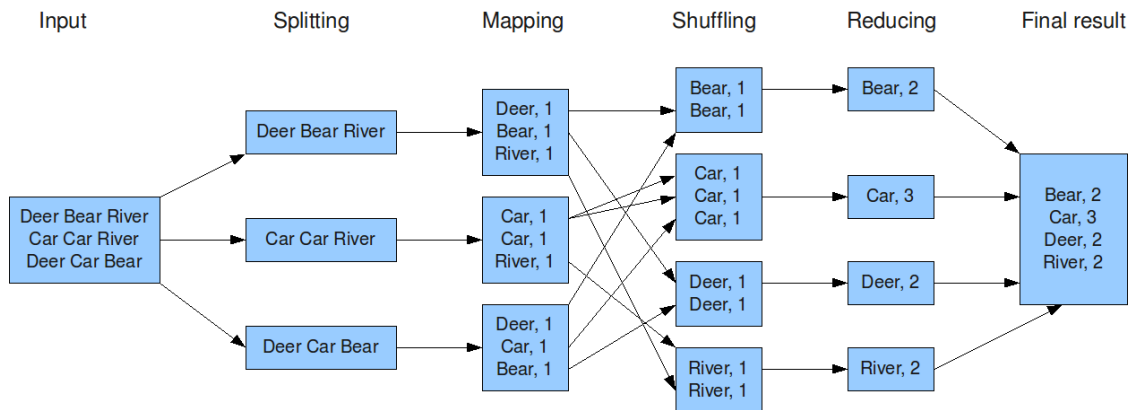 Input
Splitting
Mapping
Shuffling
Reducing
Final result
Deer Bear River
Car Car River
Deer Car Bear
Deer Bear River
Car Car River
Deer Car Bear
Deer, 1
Bear, 1
River, 1
Car, 1
Car, 1
River, 1
Deer, 1
Car, 1
Bear, 1
Bear, 1
Bear, 1
Car, 1
Car, 1
Car, 1
Deer, 1
Deer, 1
River, 1
River, 1
Bear, 2
Car, 3
Deer, 2
River, 2
Bear, 2
Car, 3
Deer, 2
River, 2